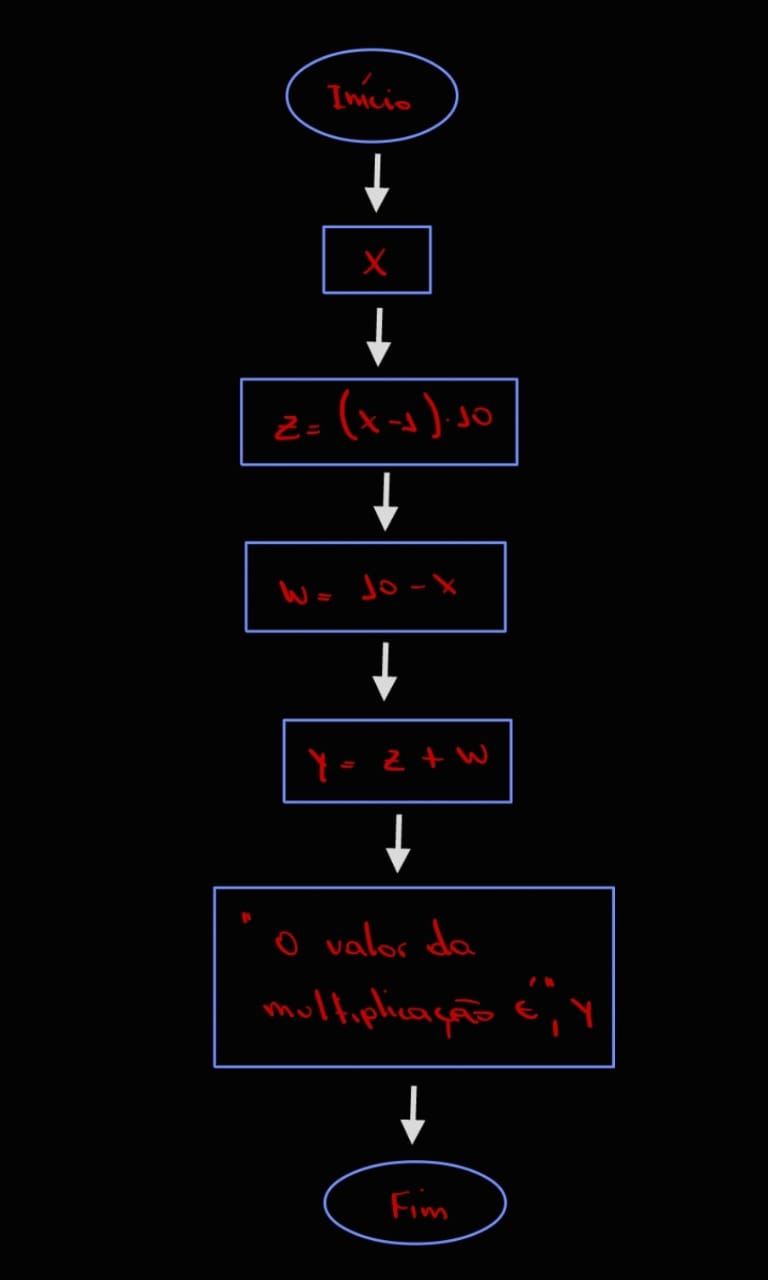 Início
X
Z = (X-1).10
W = 10 - X
Y = Z + W
"O valor da
multiplicação é", Y
Fim